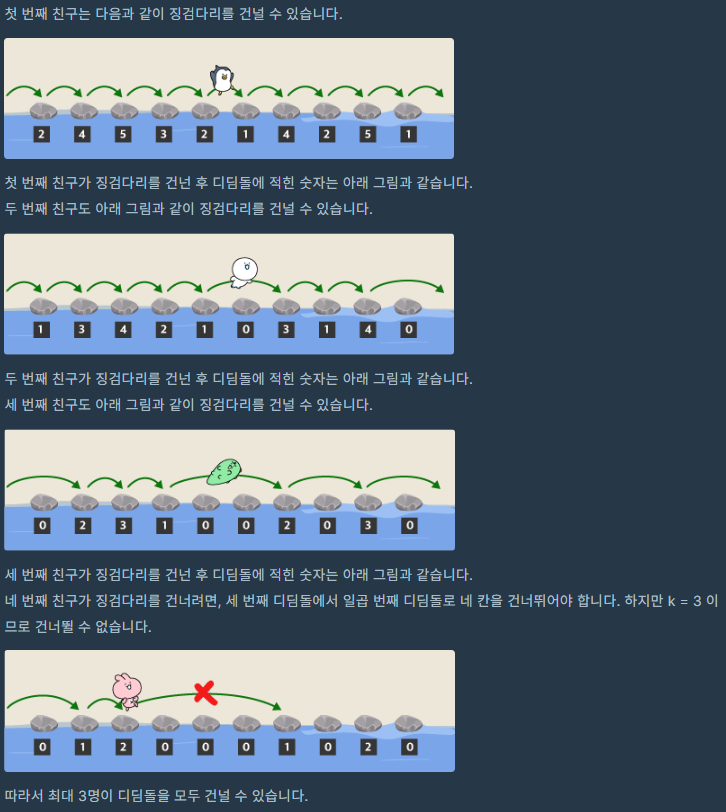 첫 번째 친구는 다음과 같이 징검다리를 건널 수 있습니다.
2 4 5 3 2 1 4 2 5 1
첫 번째 친구가 징검다리를 건넌 후 디딤돌에 적힌 숫자는 아래 그림과 같습니다.
두 번째 친구도 아래 그림과 같이 징검다리를 건널 수 있습니다.
1 3 4 2 1 0 3 1 4 0
두 번째 친구가 징검다리를 건넌 후 디딤돌에 적힌 숫자는 아래 그림과 같습니다.
세 번째 친구도 아래 그림과 같이 징검다리를 건널 수 있습니다.
0 2 3 1 0 0 2 0 3 0
세 번째 친구가 징검다리를 건넌 후 디딤돌에 적힌 숫자는 아래 그림과 같습니다.
네 번째 친구가 징검다리를 건너려면, 세 번째 디딤돌에서 일곱 번째 디딤돌로 네 칸을 건너뛰어야 합니다. 하지만 k = 3 이
므로 건너뛸 수 없습니다.
0 1 2 0 0 0 1 0 2 0
따라서 최대 3명이 디딤돌을 모두 건널 수 있습니다.